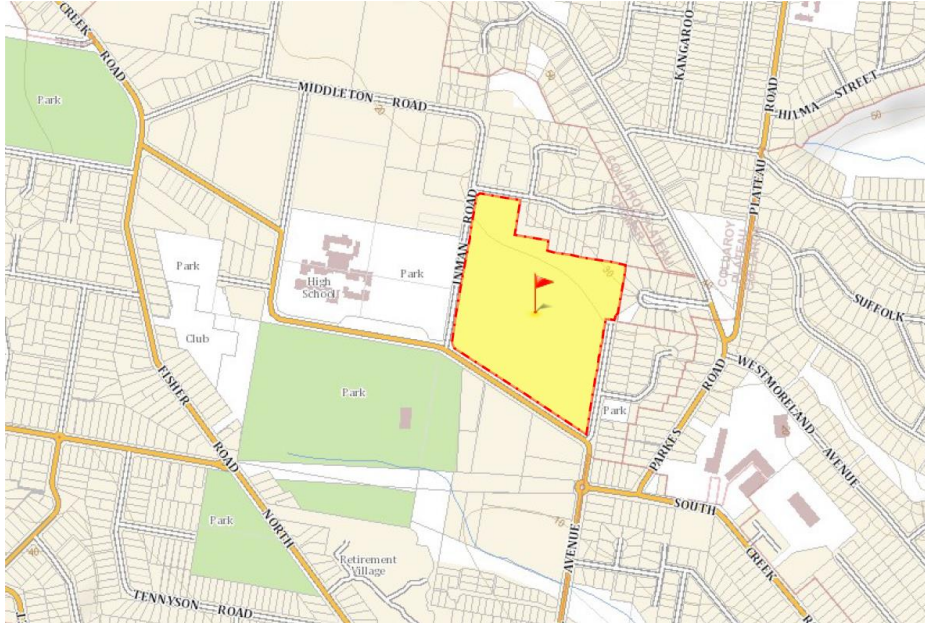 CREEK
ROAD
Park
MIDDLETON ROAD
KANGAROO
ROAD
HILMA STREET
50
PLATEAU
COLLAROY
PLATEAU
INMAN ROAD
Park
High
School
Park
Club
SUFFOLK
WESTMORELAND
AVENUE
PARKES
ROAD
Park
Park
FISHER
ROAD
NORTH
SOUTH
CREEK
Park
10
AVENUE
40
Retirement
Village
TENNYSON ROAD